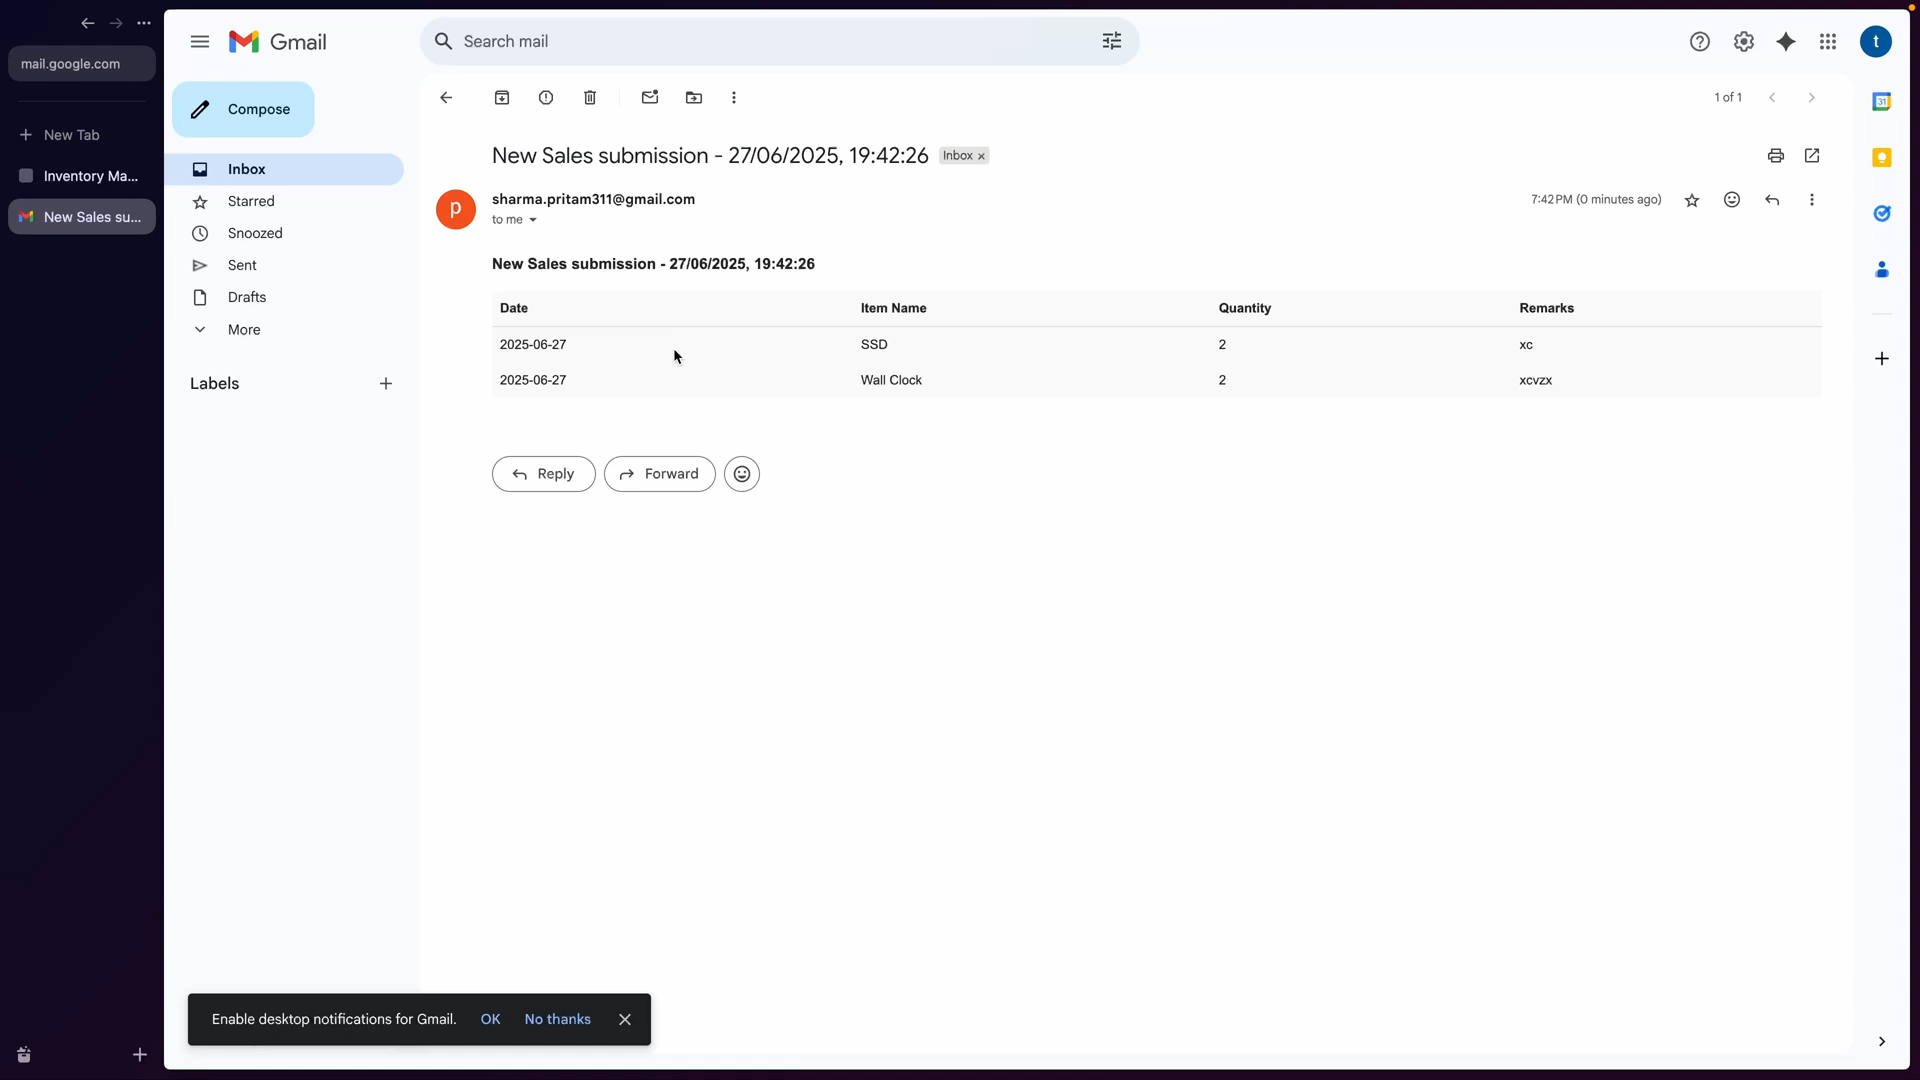 mail.google.com
New Tab
Inventory Ma...
New Sales su...
Gmail
Search mail
t
Compose
Inbox
Starred
Snoozed
Sent
Drafts
More
Labels
1 of 1
31
New Sales submission - 27/06/2025, 19:42:26 Inbox x
p
sharma.pritam311@gmail.com
7:42 PM (0 minutes ago)
to me
New Sales submission - 27/06/2025, 19:42:26
Date Item Name Quantity Remarks
2025-06-27 SSD 2 xc
2025-06-27 Wall Clock 2 xcvzx
Reply Forward
Enable desktop notifications for Gmail. OK No thanks